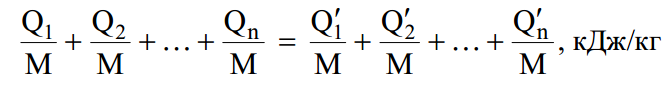 Q₁/M + Q₂/M + … + Qₙ/M = Q′₁/M + Q′₂/M + … + Q′ₙ/M, кДж/кг